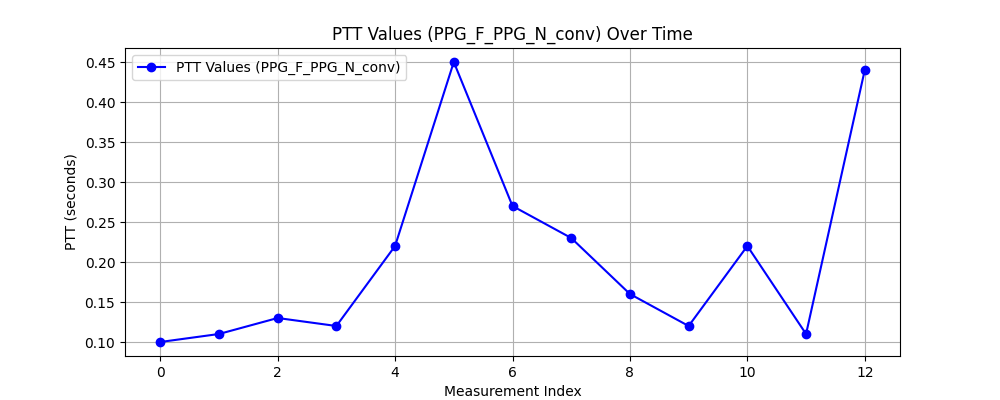 PTT Values (PPG_F_PPG_N_conv) Over Time
PTT Values (PPG_F_PPG_N_conv)
PTT (seconds)
0.45
0.40
0.35
0.30
0.25
0.20
0.15
0.10
0 2 4 6 8 10 12
Measurement Index